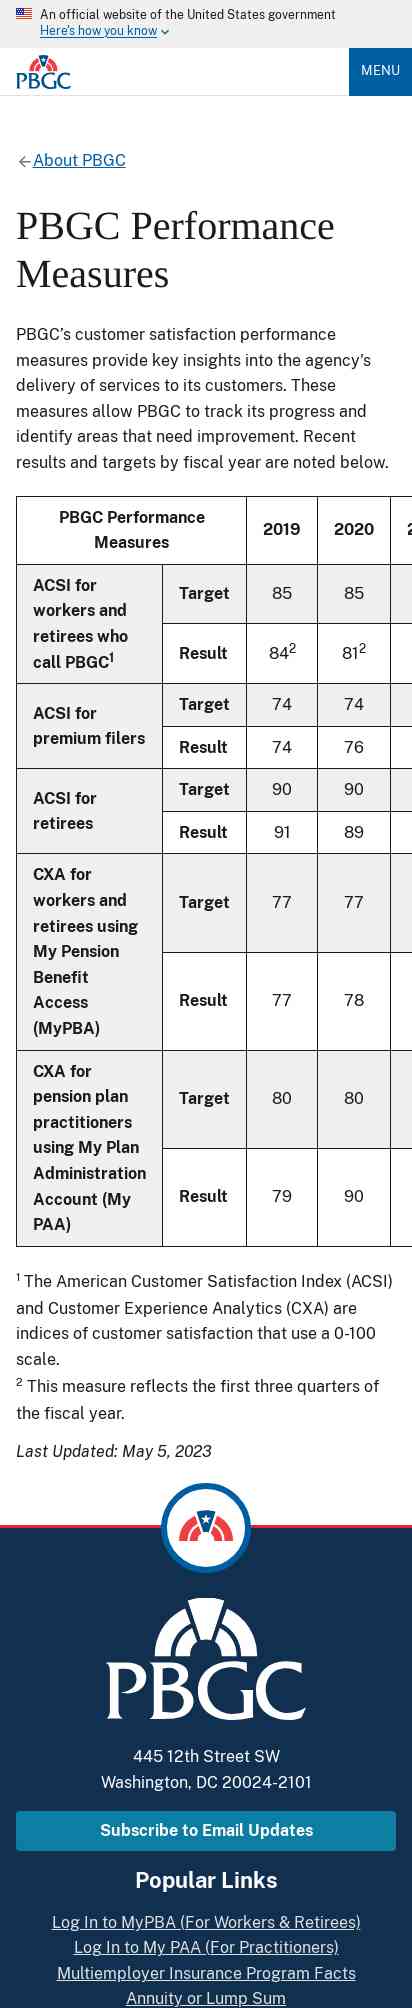 An official website of the United States government
Here's how you know
PBGC
MENU
About PBGC
PBGC Performance
Measures
PBGC’s customer satisfaction performance
measures provide key insights into the agency's
delivery of services to its customers. These
measures allow PBGC to track its progress and
identify areas that need improvement. Recent
results and targets by fiscal year are noted below.
PBGC Performance
Measures
2019 2020 2
ACSI for
workers and
retirees who
call PBGC1
Target 85 85
Result 84² 81²
ACSI for
premium filers
Target 74 74
Result 74 76
ACSI for
retirees
Target 90 90
Result 91 89
CXA for
workers and
retirees using
My Pension
Benefit
Access
(MyPBA)
Target 77 77
Result 77 78
CXA for
pension plan
practitioners
using My Plan
Administration
Account (My
PAA)
Target 80 80
Result 79 90
¹ The American Customer Satisfaction Index (ACSI)
and Customer Experience Analytics (CXA) are
indices of customer satisfaction that use a 0-100
scale.
² This measure reflects the first three quarters of
the fiscal year.
Last Updated: May 5, 2023
PBGC
445 12th Street SW
Washington, DC 20024-2101
Subscribe to Email Updates
Popular Links
Log In to MyPBA (For Workers & Retirees)
Log In to My PAA (For Practitioners)
Multiemployer Insurance Program Facts
Annuity or Lump Sum